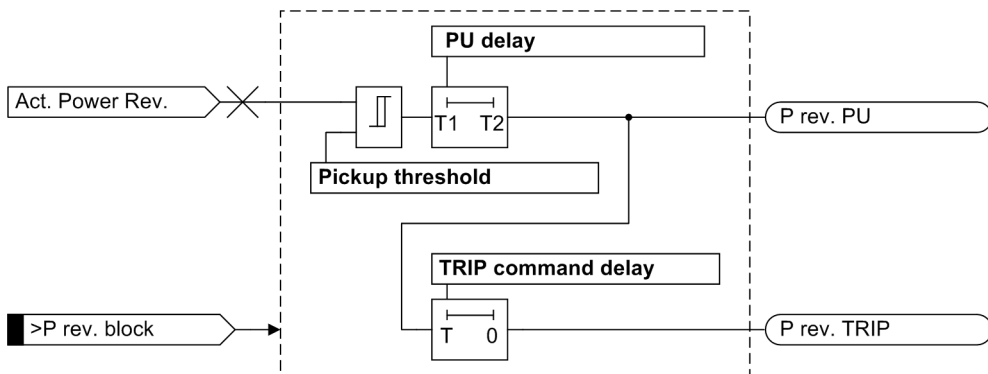 PU delay
Act. Power Rev.
T1 T2
P rev. PU
Pickup threshold
TRIP command delay
>P rev. block
T 0
P rev. TRIP